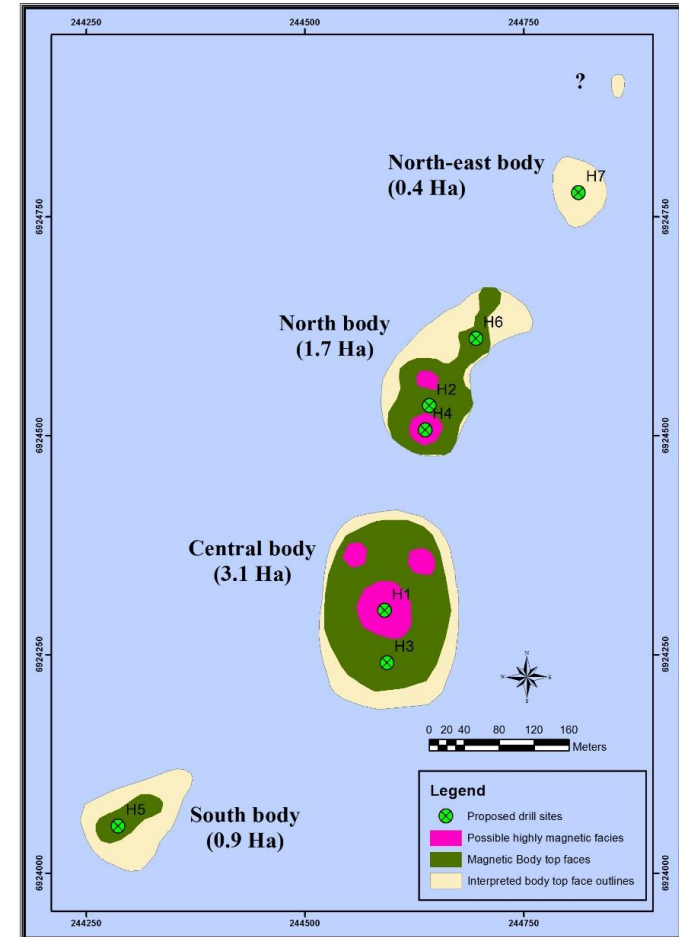 244250 244500 244750
?
North-east body
(0.4 Ha)
H7
6924750 6924750
North body
(1.7 Ha)
H6
H2
H4
6924500 6924500
Central body
(3.1 Ha)
H1
H3
6924250 6924250
N
W E
S
0 20 40 80 120 160
Meters
South body
(0.9 Ha)
H5
Legend
Proposed drill sites
Possible highly magnetic facies
Magnetic Body top faces
Interpreted body top face outlines
6924000 6924000
244250 244500 244750